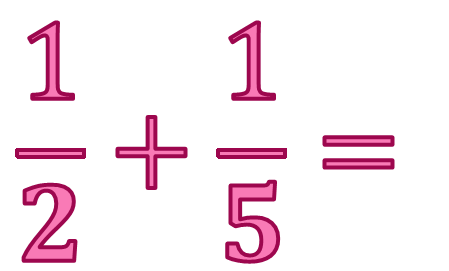 1/2 + 1/5 =